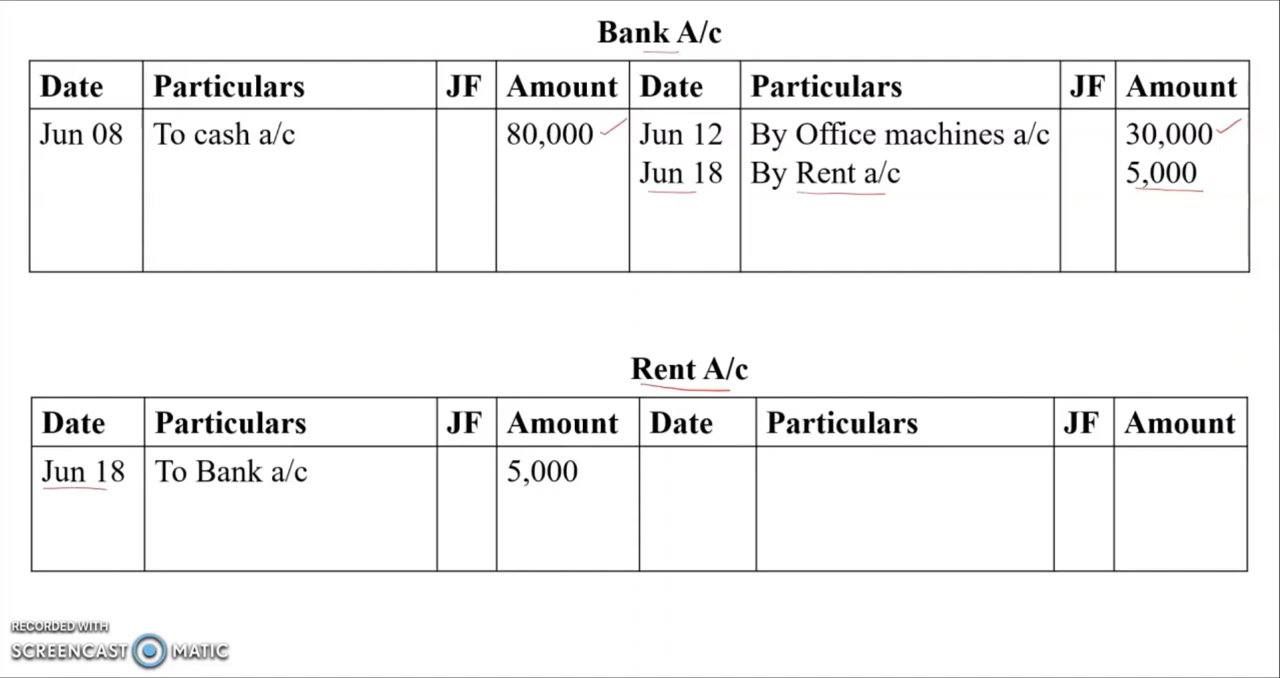 Bank A/c
Date Particulars JF Amount Date Particulars JF Amount
Jun 08 To cash a/c 80,000 Jun 12 By Office machines a/c 30,000
Jun 18 By Rent a/c 5,000
Rent A/c
Date Particulars JF Amount Date Particulars JF Amount
Jun 18 To Bank a/c 5,000
RECORDED WITH
SCREENCAST MATIC